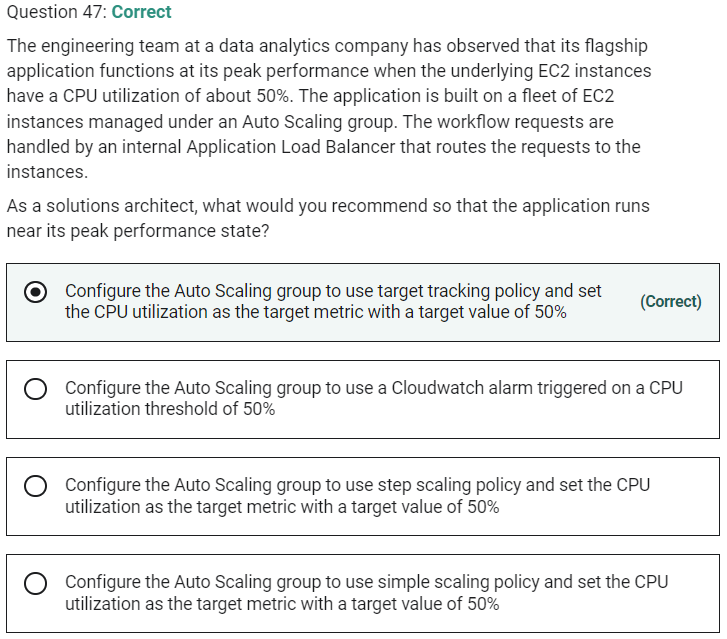 Question 47: Correct
The engineering team at a data analytics company has observed that its flagship
application functions at its peak performance when the underlying EC2 instances
have a CPU utilization of about 50%. The application is built on a fleet of EC2
instances managed under an Auto Scaling group. The workflow requests are
handled by an internal Application Load Balancer that routes the requests to the
instances.
As a solutions architect, what would you recommend so that the application runs
near its peak performance state?
Configure the Auto Scaling group to use target tracking policy and set
the CPU utilization as the target metric with a target value of 50%
(Correct)
Configure the Auto Scaling group to use a Cloudwatch alarm triggered on a CPU
utilization threshold of 50%
Configure the Auto Scaling group to use step scaling policy and set the CPU
utilization as the target metric with a target value of 50%
Configure the Auto Scaling group to use simple scaling policy and set the CPU
utilization as the target metric with a target value of 50%